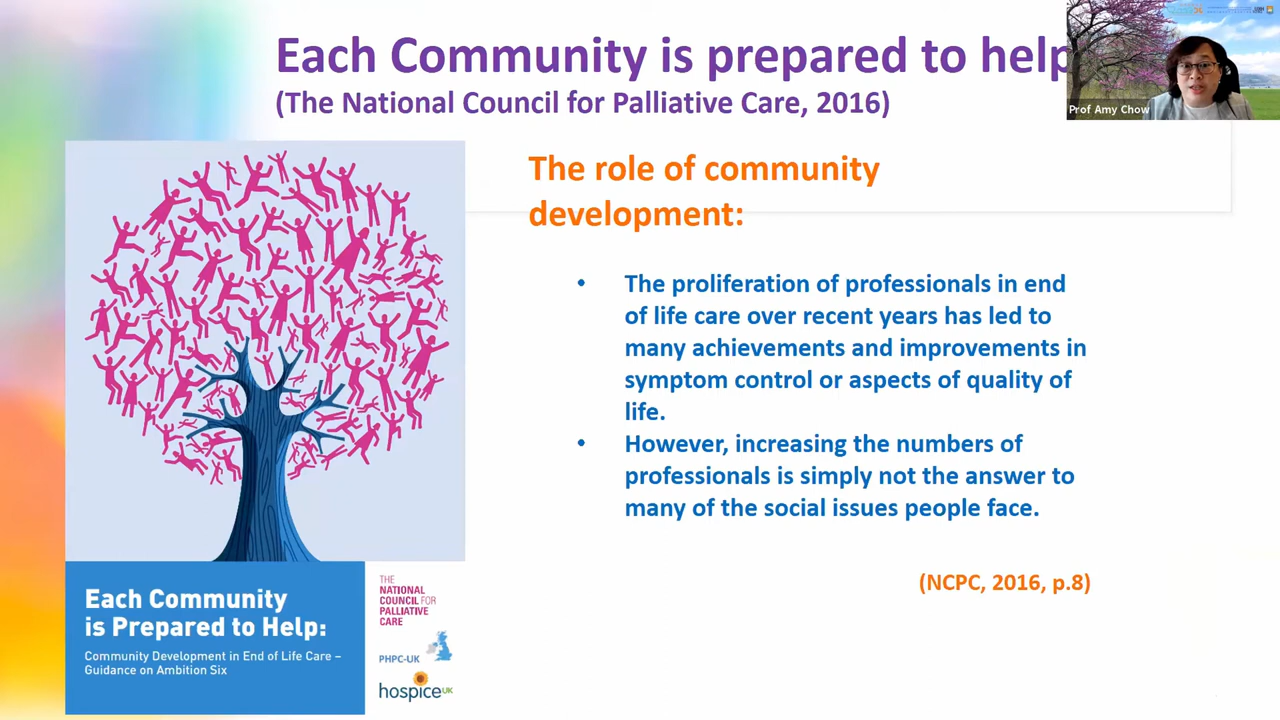 Each Community is prepared to help
(The National Council for Palliative Care, 2016)
Prof Amy Chow
The role of community
development:
• The proliferation of professionals in end
of life care over recent years has led to
many achievements and improvements in
symptom control or aspects of quality of
life.
• However, increasing the numbers of
professionals is simply not the answer to
many of the social issues people face.
(NCPC, 2016, p.8)
Each Community
is Prepared to Help:
Community Development in End of Life Care –
Guidance on Ambition Six
THE
NATIONAL
COUNCIL FOR
PALLIATIVE
CARE
PHPC-UK
hospice UK